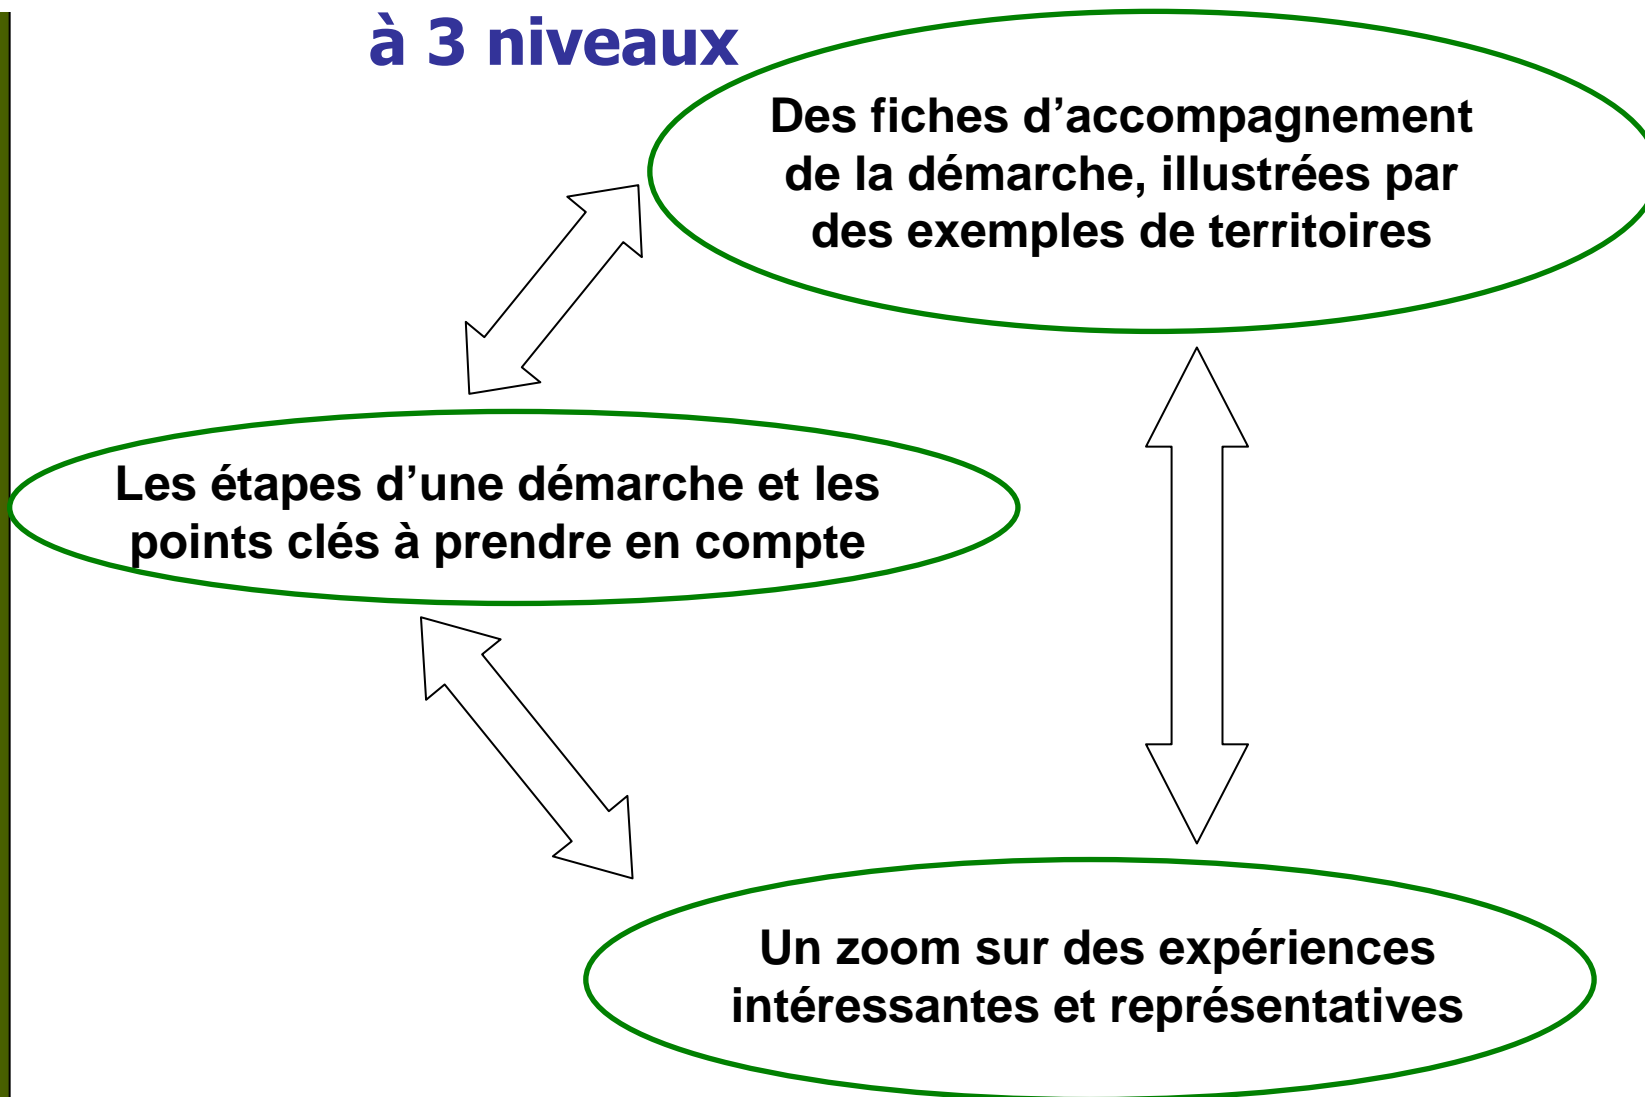 à 3 niveaux
Des fiches d’accompagnement
de la démarche, illustrées par
des exemples de territoires
Les étapes d’une démarche et les
points clés à prendre en compte
Un zoom sur des expériences
intéressantes et représentatives